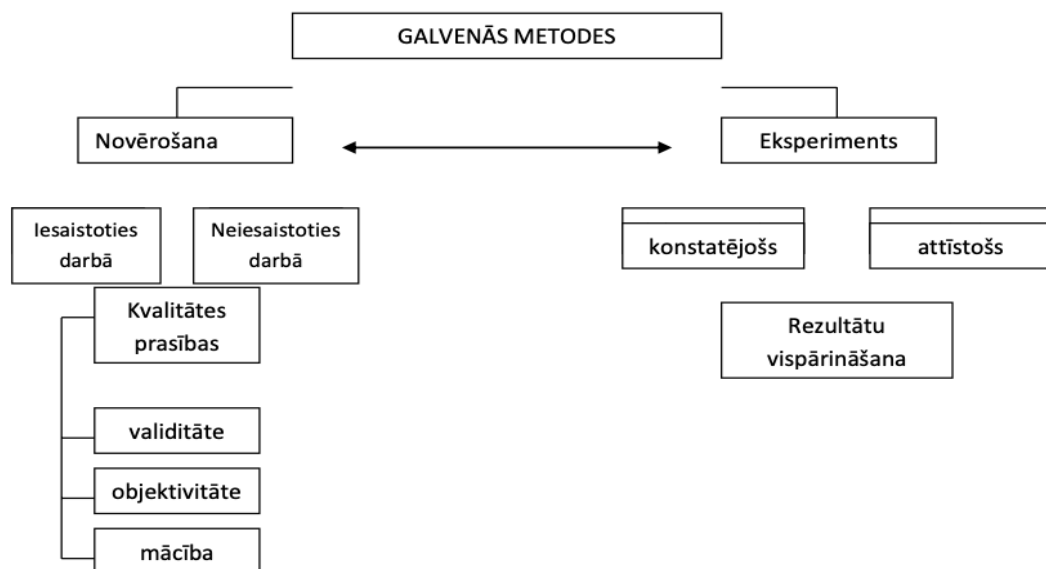 GALVENĀS METODES
Novērošana
Eksperiments
Iesaistoties
darbā
Neiesaistoties
darbā
konstatējošs
attīstošs
Kvalitātes
prasības
Rezultātu
vispārināšana
validitāte
objektivitāte
mācība